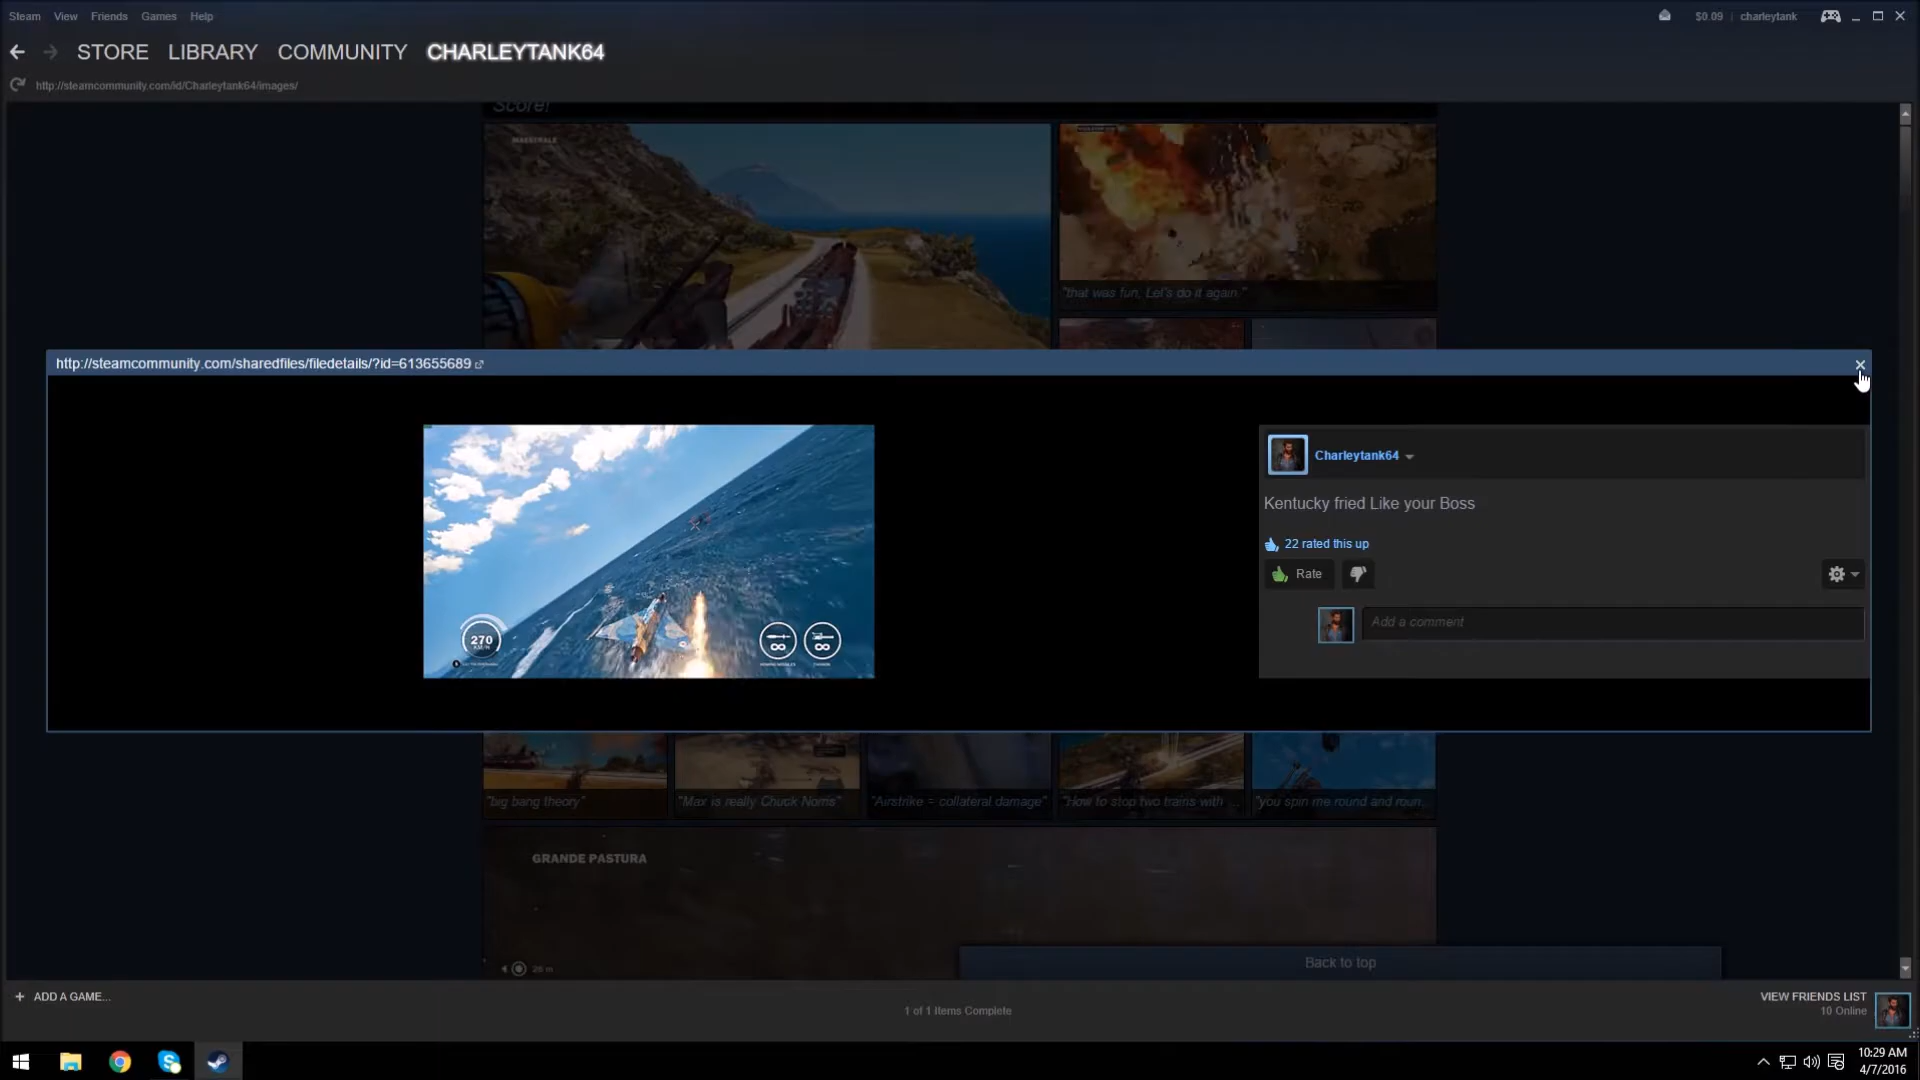 Steam View Friends Games Help
$0.09 charleytank
STORE LIBRARY COMMUNITY CHARLEYTANK64
http://steamcommunity.com/id/Charleytank64/images/
Score!
MAESTRALE
"that was fun, Let's do it again."
http://steamcommunity.com/sharedfiles/filedetails/?id=613655689
Charleytank64
Kentucky fried Like your Boss
22 rated this up
Rate
Add a comment
270
"big bang theory"
"Max is really Chuck Norris"
"Airstrike = collateral damage"
"How to stop two trains with ...
"you spin me round and roun...
GRANDE PASTURA
26 m
Back to top
+ ADD A GAME...
1 of 1 Items Complete
VIEW FRIENDS LIST
10 Online
10:29 AM
4/7/2016